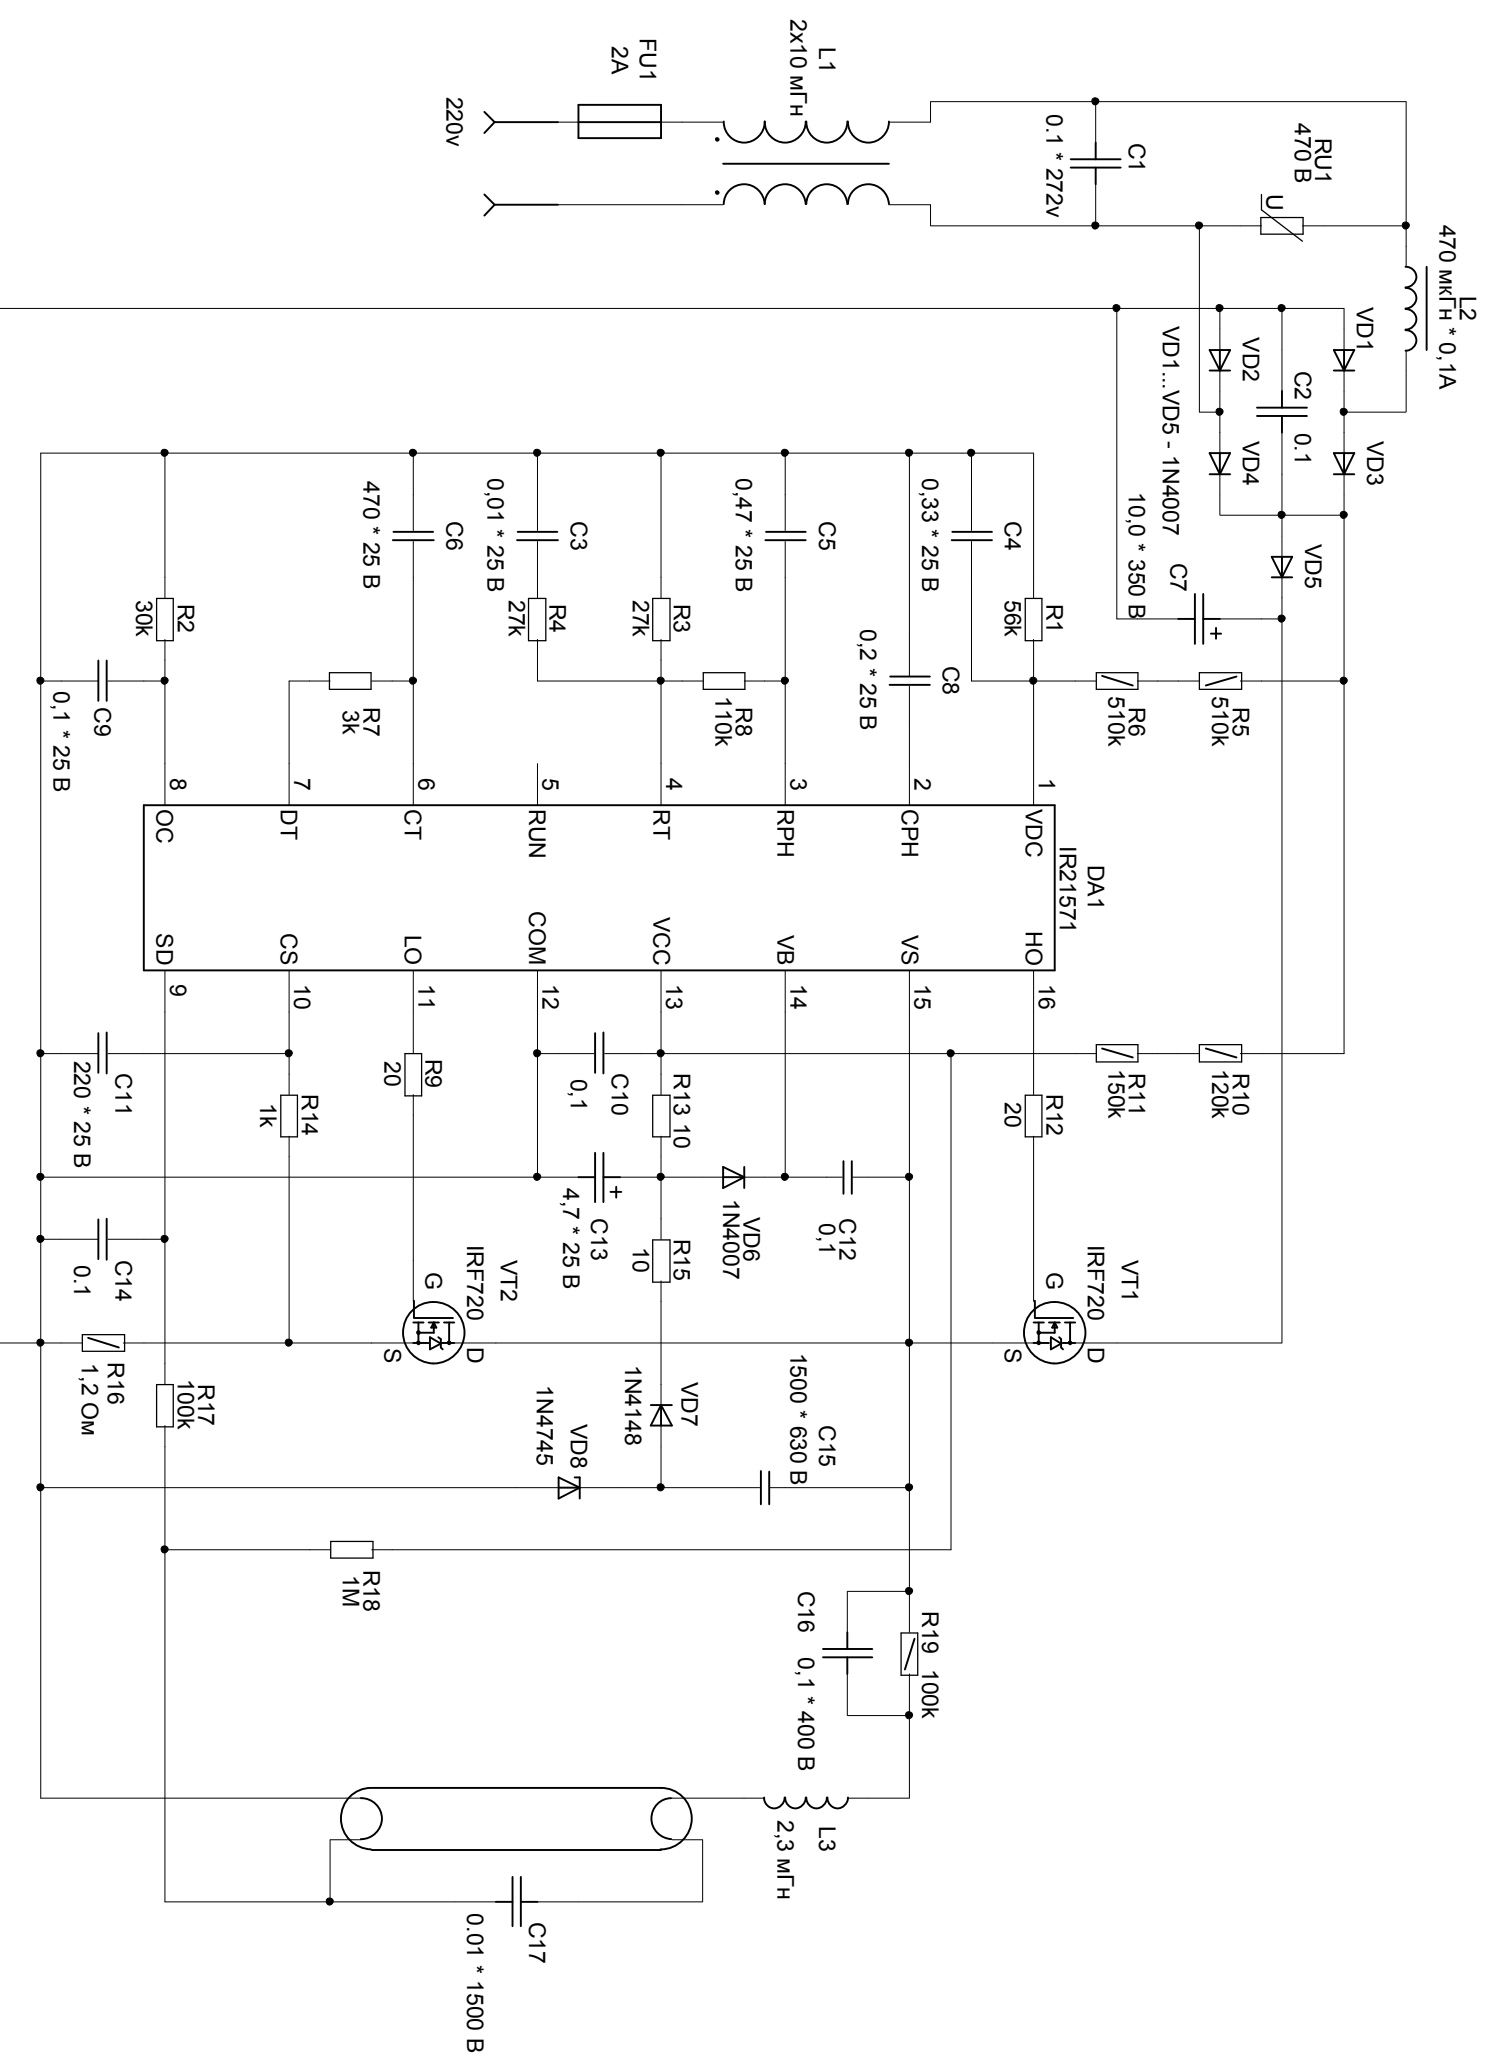 L1
2x10 мГн
FU1
2A
220v
C1
0.1 * 272v
RU1
470 В
U
L2
470 мкГн * 0,1А
VD1
VD2
C2
0.1
VD3
VD4
VD1...VD5 - 1N4007
VD5
C7
10,0 * 350 В
+
C4
0,33 * 25 В
C5
0,47 * 25 В
C3
0,01 * 25 В
C6
470 * 25 В
R1
56k
R3
27k
R4
27k
R2
30k
C8
0,2 * 25 В
R5
510k
R6
510k
R8
110k
R7
3k
C9
0,1 * 25 В
1
2
3
4
5
6
7
8
VDC
CPH
RPH
RT
RUN
CT
DT
OC
DA1
IR21571
HO
VS
VB
VCC
COM
LO
CS
SD
16
15
14
13
12
11
10
9
R10
120k
R11
150k
R12
20
R13 10
C10
0,1
R9
20
R14
1k
C11
220 * 25 В
C12
0,1
VD6
1N4007
C13
4,7 * 25 В
+
R15
10
C14
0.1
VT1
IRF720
G
D
S
VT2
IRF720
G
D
S
R16
1,2 Ом
R17
100k
VD7
1N4148
VD8
1N4745
C15
1500 * 630 В
R18
1M
R19 100k
C16 0,1 * 400 В
L3
2,3 мГн
C17
0.01 * 1500 В